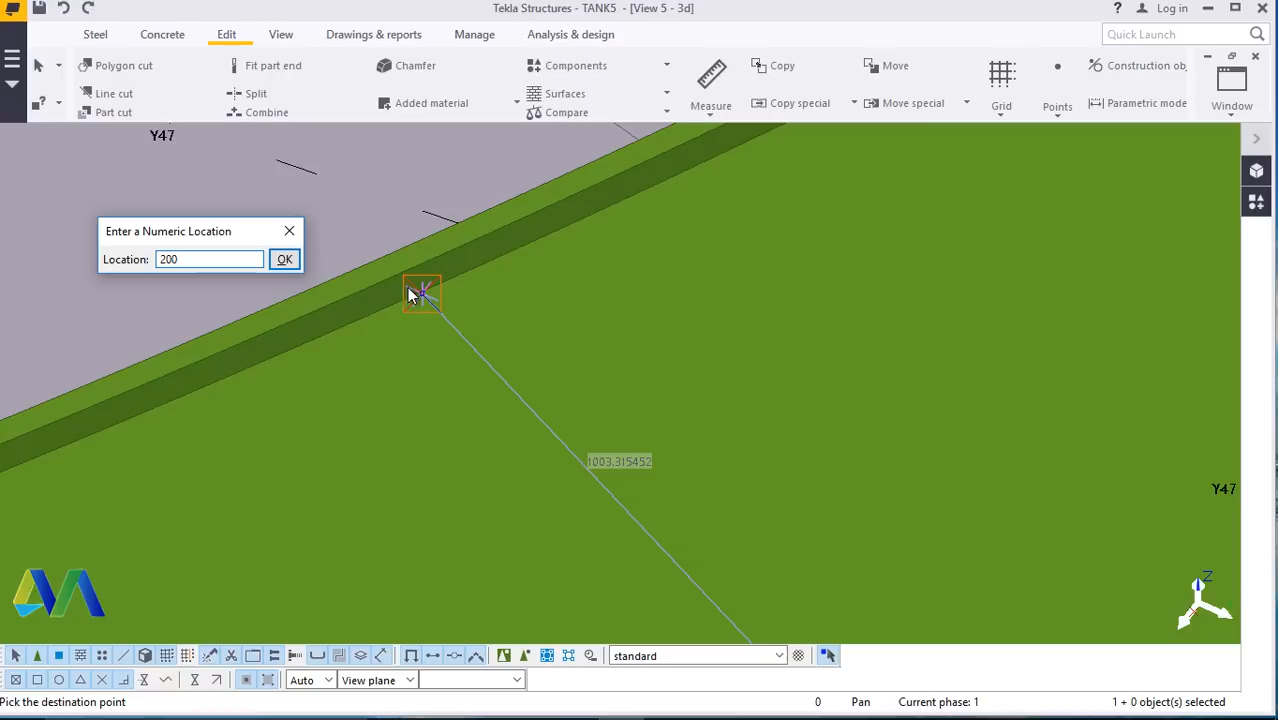 Tekla Structures - TANK5 - [View 5 - 3d]
? Log in
Steel Concrete Edit View Drawings & reports Manage Analysis & design Quick Launch
Polygon cut Fit part end Chamfer Components Copy Move Construction obj
Line cut Split Added material Surfaces Measure Copy special Move special Grid Points Parametric mode Window
Part cut Combine Compare
Y47
Enter a Numeric Location
Location: 200 OK
1003.315452
Y47
Z
standard
Auto View plane
Pick the destination point 0 Pan Current phase: 1 1 + 0 object(s) selected